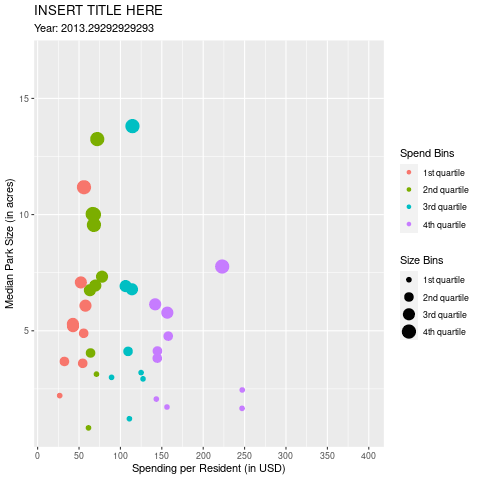 INSERT TITLE HERE
Year: 2013.29292929293
15
10
5
0 50 100 150 200 250 300 350 400
Median Park Size (in acres)
Spending per Resident (in USD)
Spend Bins
1st quartile
2nd quartile
3rd quartile
4th quartile
Size Bins
1st quartile
2nd quartile
3rd quartile
4th quartile